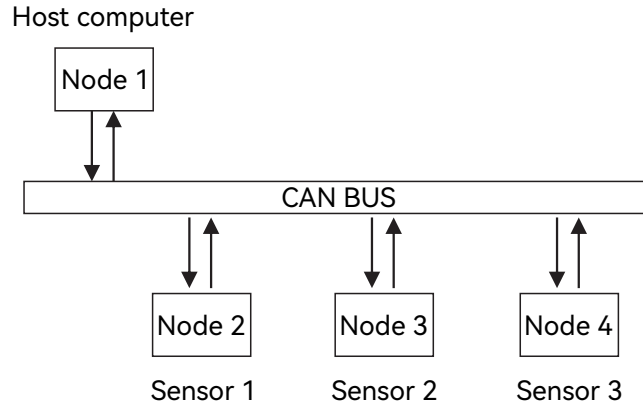 Host computer
Node 1
CAN BUS
Node 2 Node 3 Node 4
Sensor 1 Sensor 2 Sensor 3